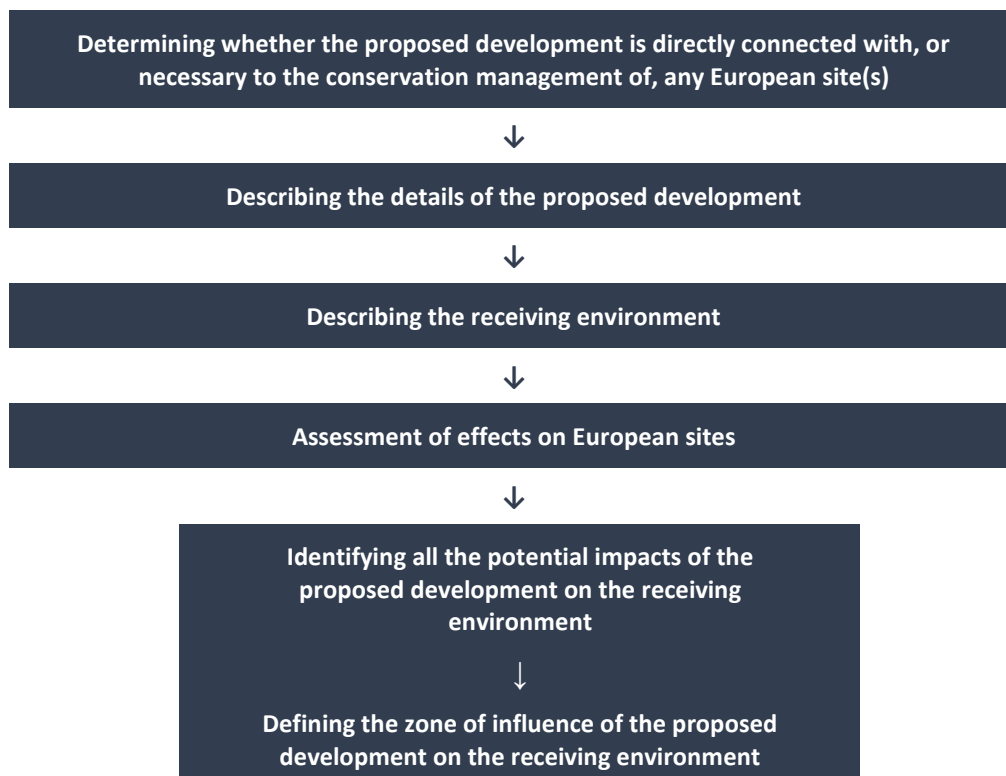 Determining whether the proposed development is directly connected with, or
necessary to the conservation management of, any European site(s)
↓
Describing the details of the proposed development
↓
Describing the receiving environment
↓
Assessment of effects on European sites
↓
Identifying all the potential impacts of the
proposed development on the receiving
environment
↓
Defining the zone of influence of the proposed
development on the receiving environment